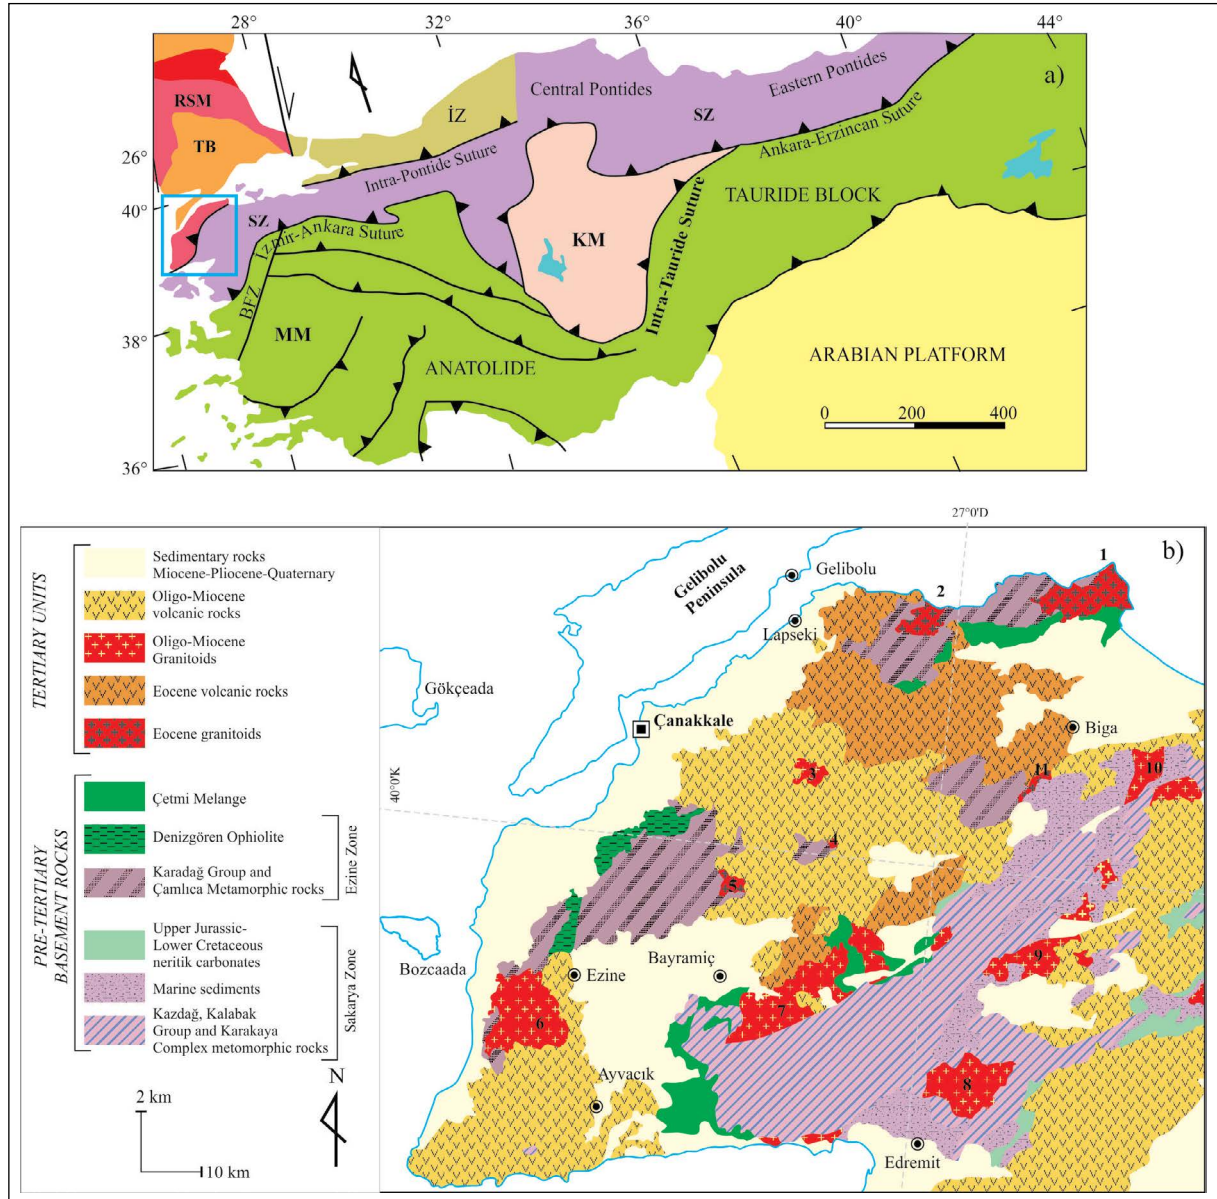 28°
32°
36°
40°
44°
a)
RSM
TB
İZ
Central Pontides
Eastern Pontides
SZ
26°
Intra-Pontide Suture
Ankara-Erzincan Suture
40°
SZ
İzmir-Ankara Suture
TAURIDE BLOCK
KM
Intra-Tauride Suture
BFZ
MM
38°
ANATOLIDE
ARABIAN PLATFORM
0 200 400
36°
27°0'D
b)
TERTIARY UNITS
Sedimentary rocks
Miocene-Pliocene-Quaternary
Oligo-Miocene
volcanic rocks
Oligo-Miocene
Granitoids
Eocene volcanic rocks
Eocene granitoids
PRE-TERTIARY
BASEMENT ROCKS
Çetmi Melange
Denizgören Ophiolite
Karadağ Group and
Çamlıca Metamorphic rocks
Ezine Zone
Upper Jurassic-
Lower Cretaceous
neritik carbonates
Marine sediments
Kazdağ, Kalabak
Group and Karakaya
Complex metomorphic rocks
Sakarya Zone
2 km
10 km
N
Gelibolu
Peninsula
Gelibolu
1
2
Lapseki
Gökçeada
Çanakkale
Biga
40°0'K
3
11
10
4
5
Bozcaada
Ezine
Bayramiç
9
6
7
8
Ayvacık
Edremit